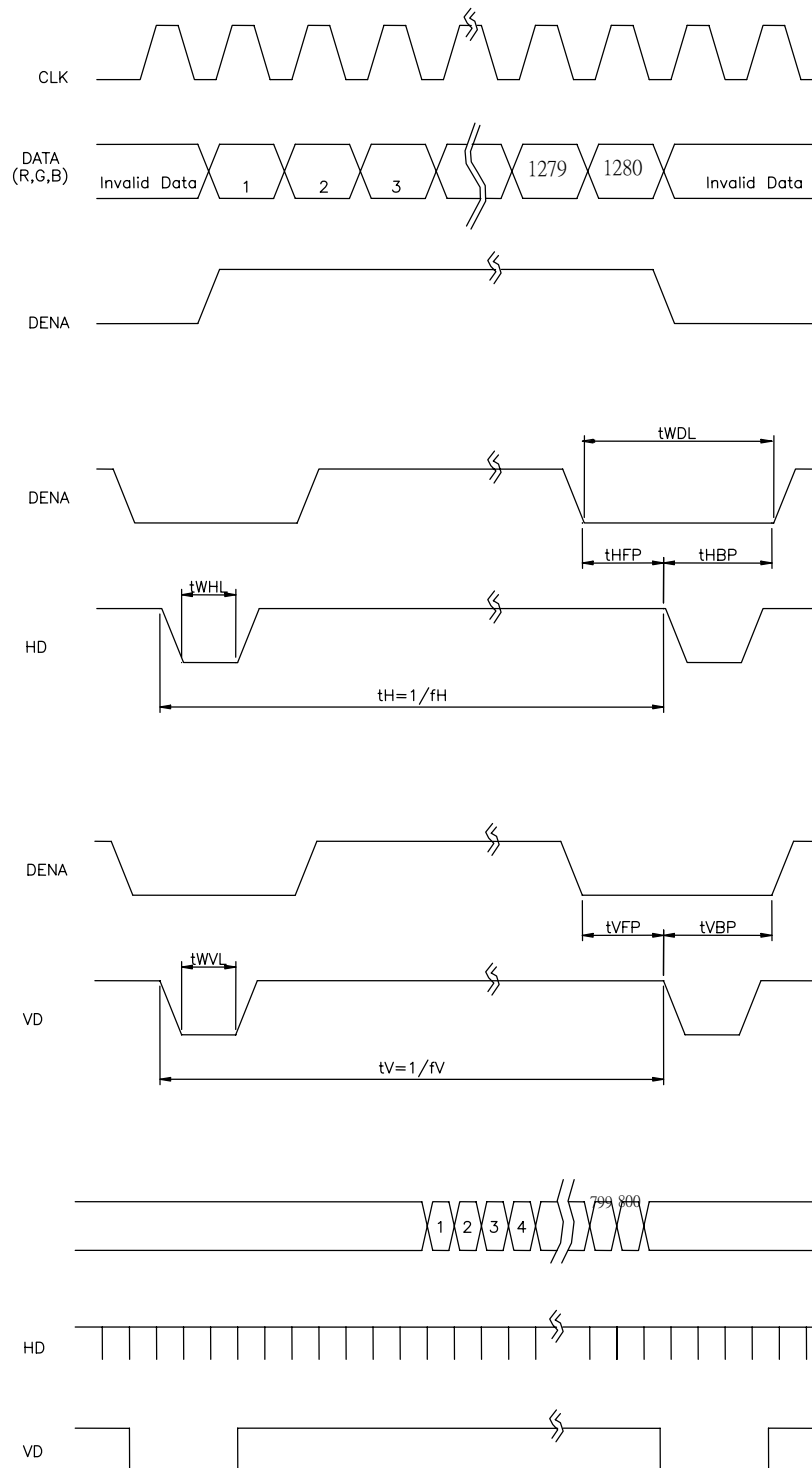 CLK
DATA
(R,G,B)
Invalid Data 1 2 3 1279 1280 Invalid Data
DENA
tWDL
DENA
tHFP tHBP
tWHL
HD
tH=1/fH
DENA
tVFP tVBP
tWVL
VD
tV=1/fV
1 2 3 4 799 800
HD
VD